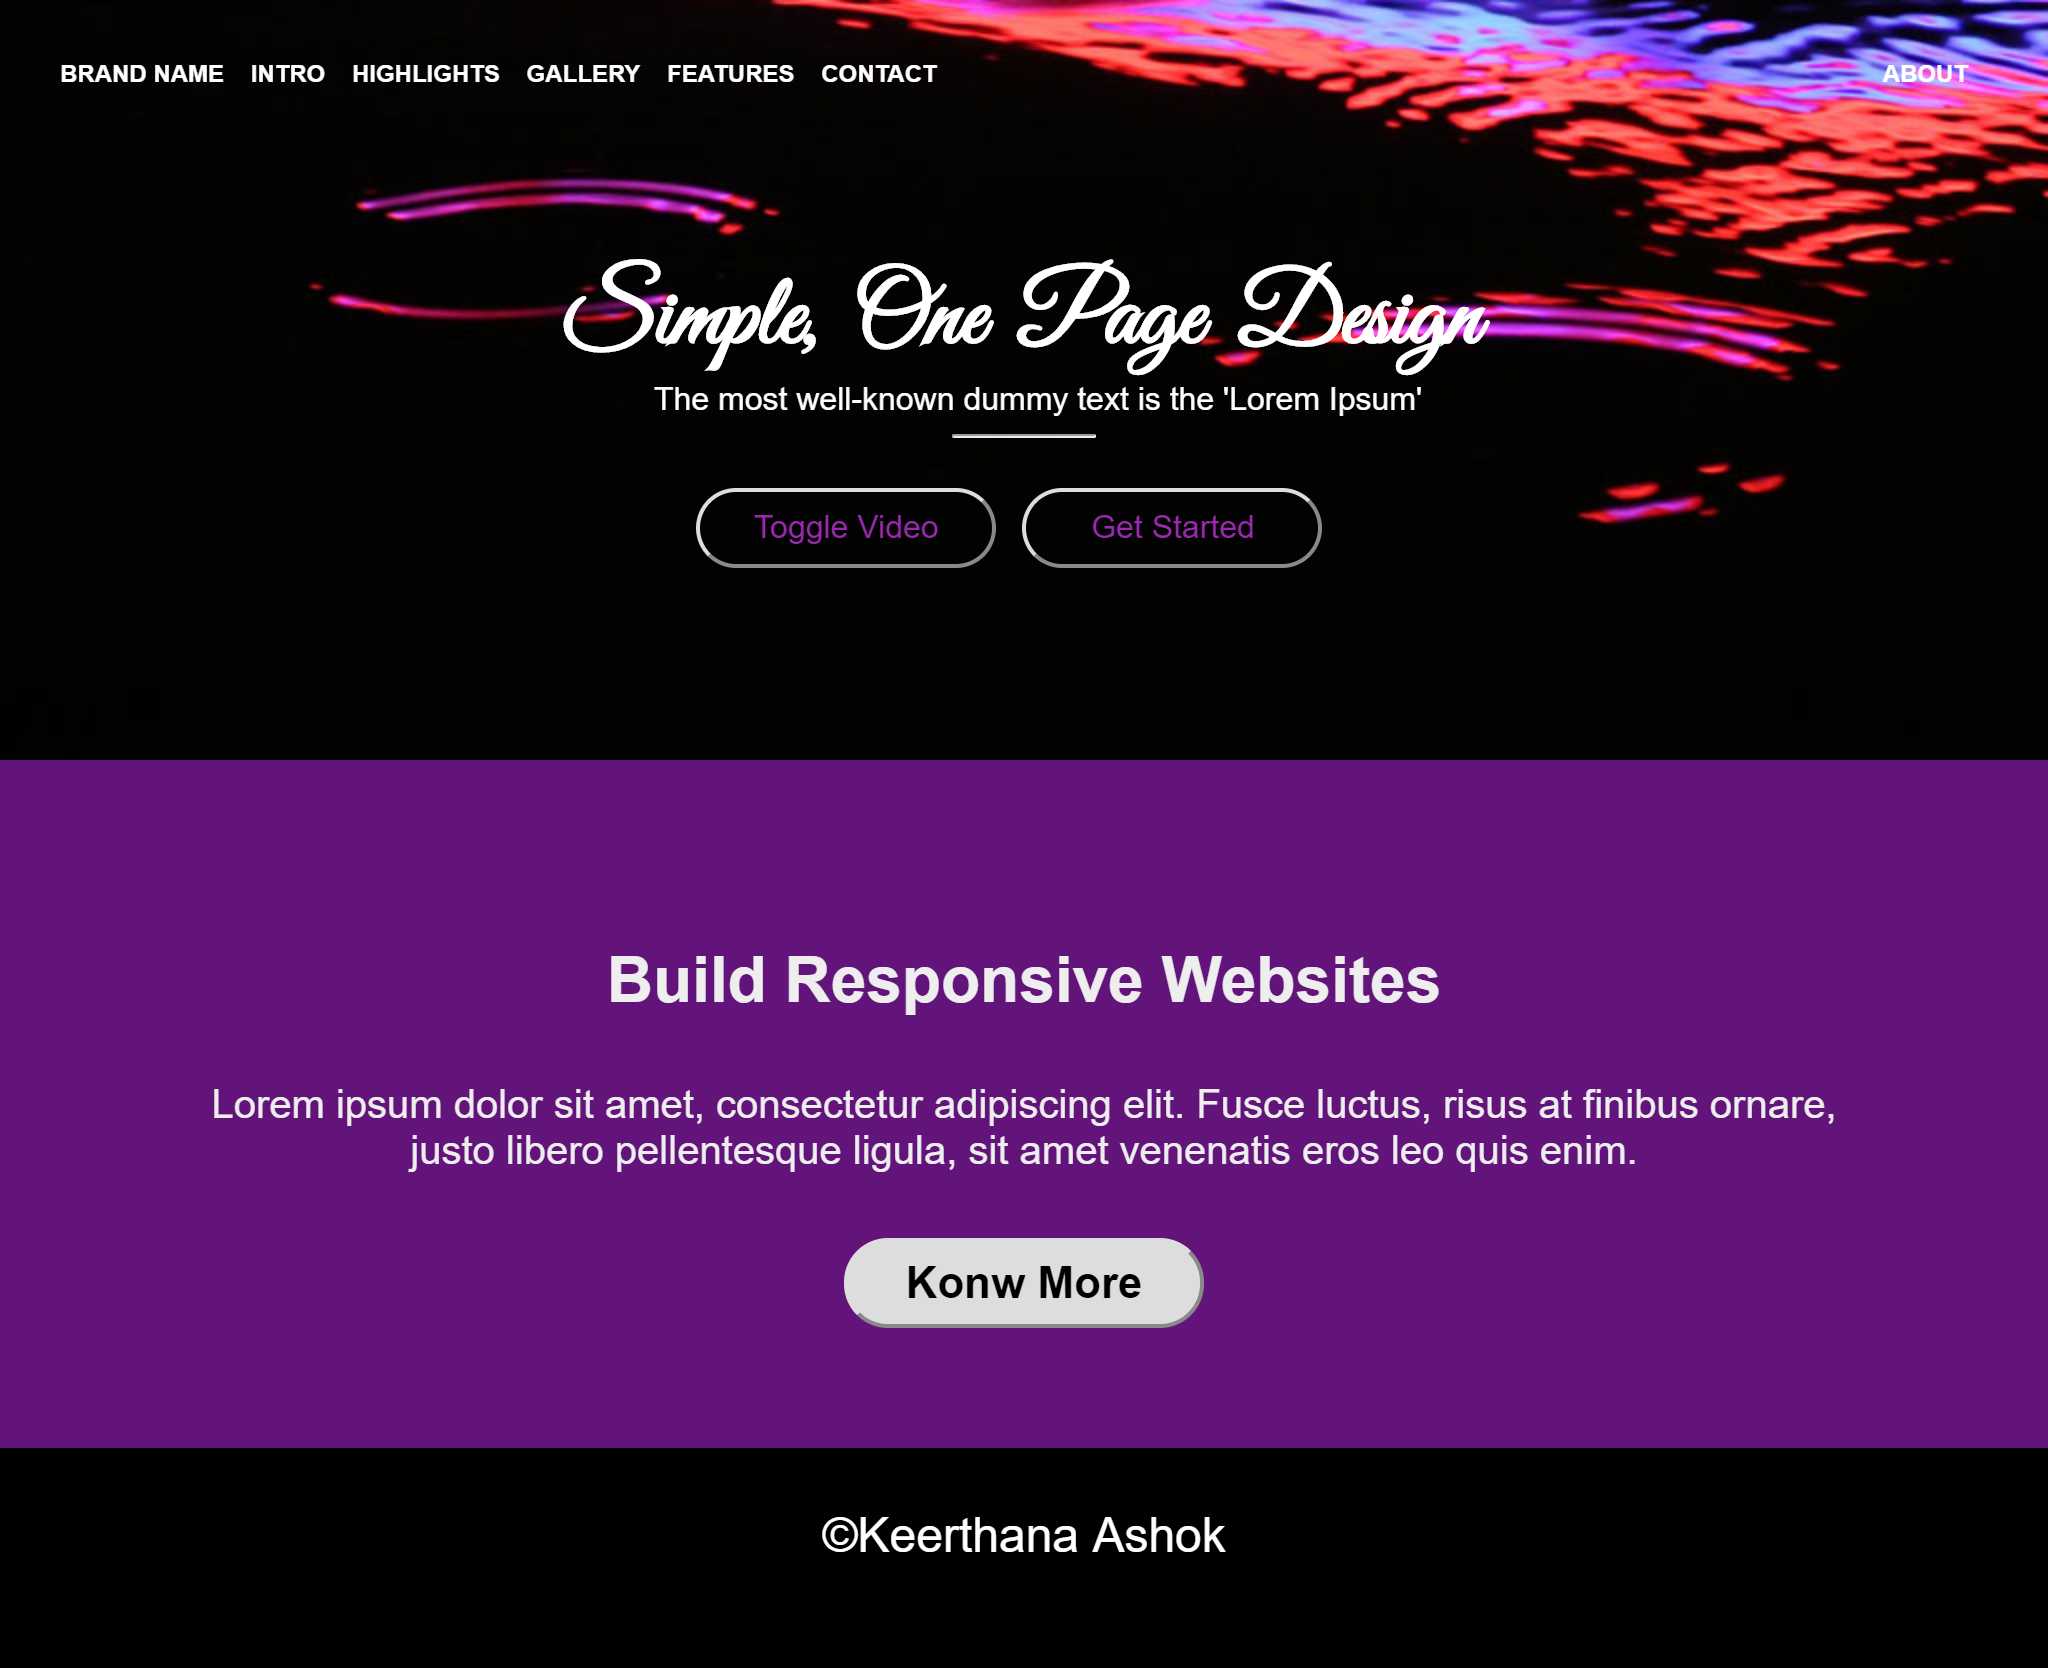 BRAND NAME INTRO HIGHLIGHTS GALLERY FEATURES CONTACT ABOUT
Simple, One Page Design
The most well-known dummy text is the 'Lorem Ipsum'
Toggle Video Get Started
Build Responsive Websites
Lorem ipsum dolor sit amet, consectetur adipiscing elit. Fusce luctus, risus at finibus ornare,
justo libero pellentesque ligula, sit amet venenatis eros leo quis enim.
Konw More
©Keerthana Ashok